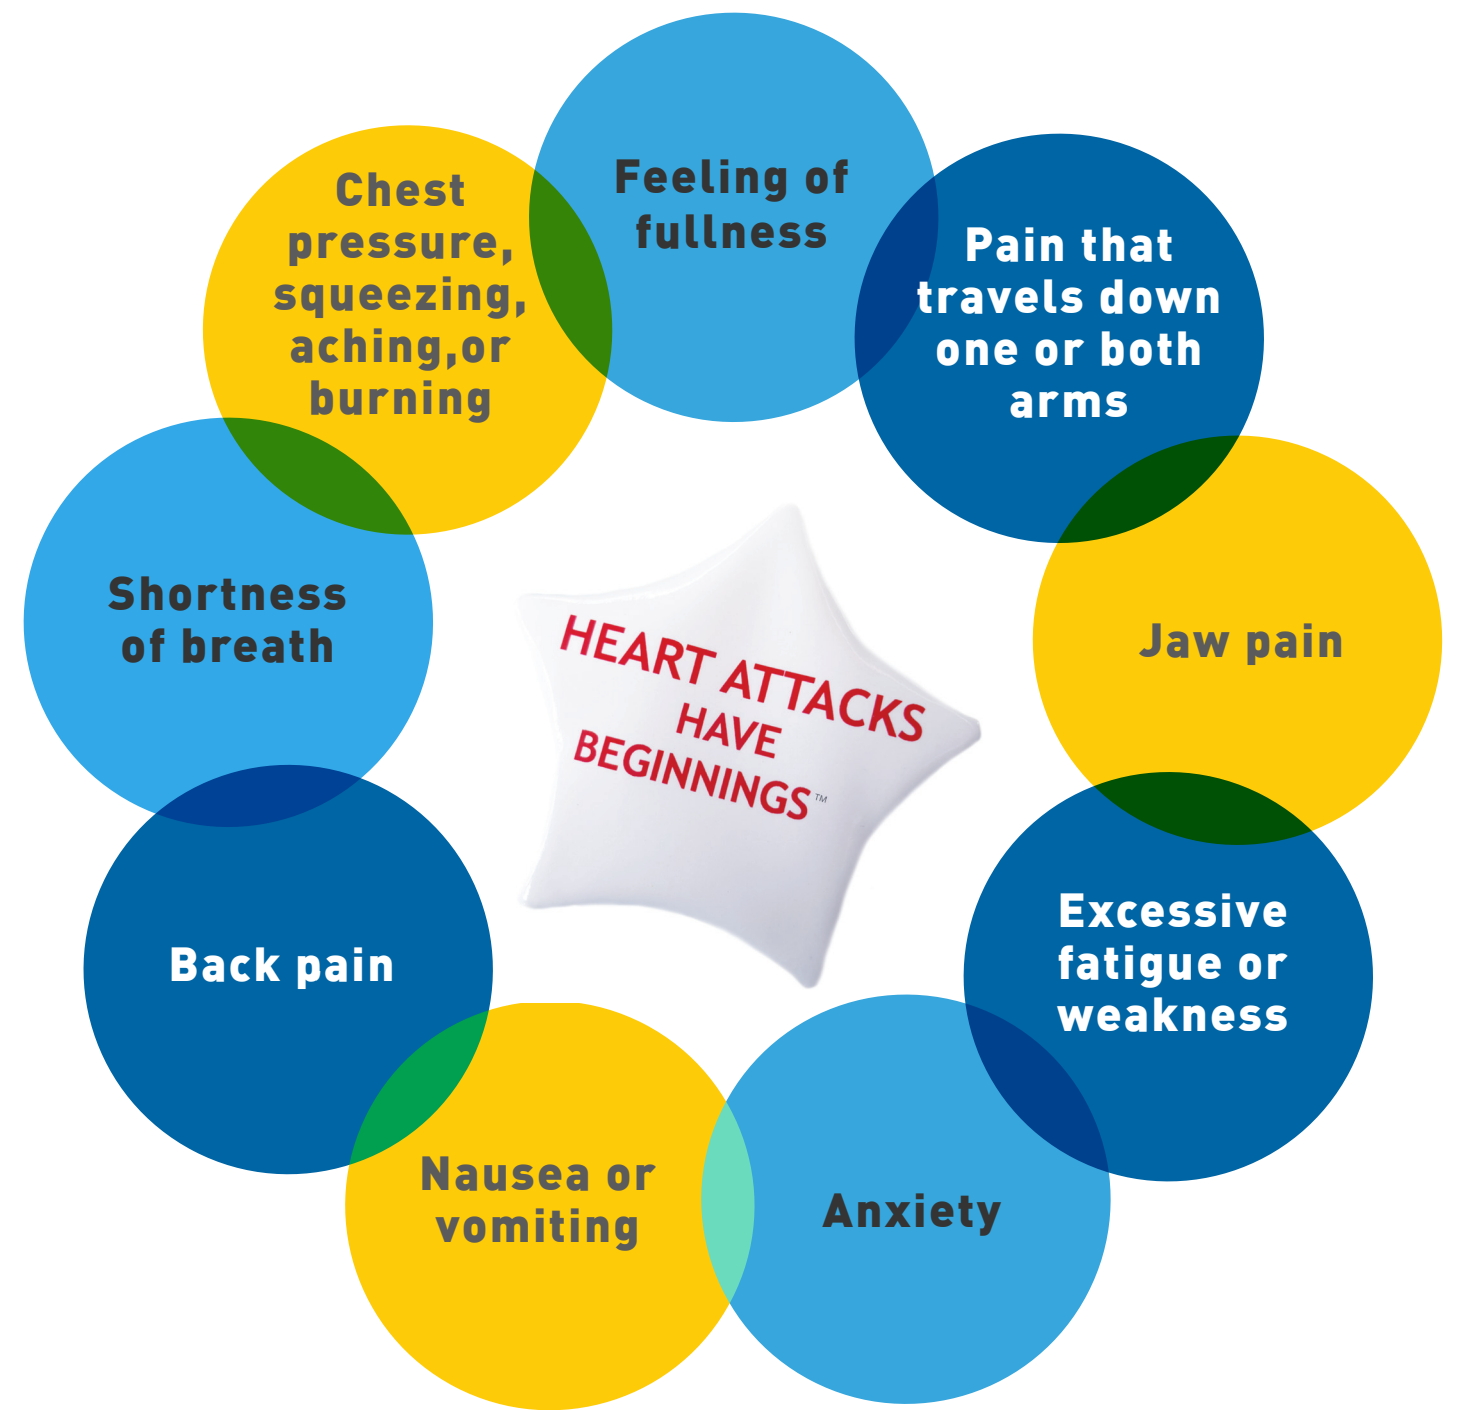 Feeling of
fullness
Chest
pressure,
squeezing,
aching,or
burning
Pain that
travels down
one or both
arms
Shortness
of breath
HEART ATTACKS
HAVE
BEGINNINGS™
Jaw pain
Back pain
Excessive
fatigue or
weakness
Nausea or
vomiting
Anxiety